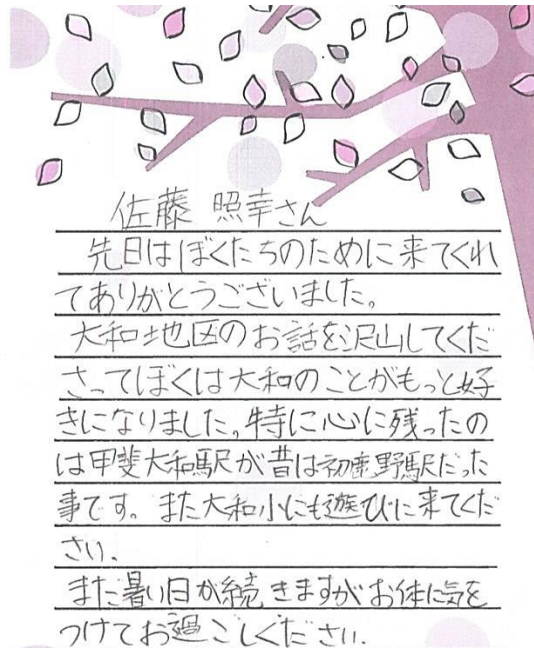 佐藤 照幸さん
先日はぼくたちのために来てくれ
てありがとうございました。
大和地区のお話を沢山してくだ
さってぼくは大和のことがもっと好
きになりました。特に心に残ったの
は甲斐大和駅が昔は初鹿野駅だった
事です。また大和小にも遊びに来てくだ
さい。
まだ暑い日が続きますがお体に気を
つけてお過ごしください。